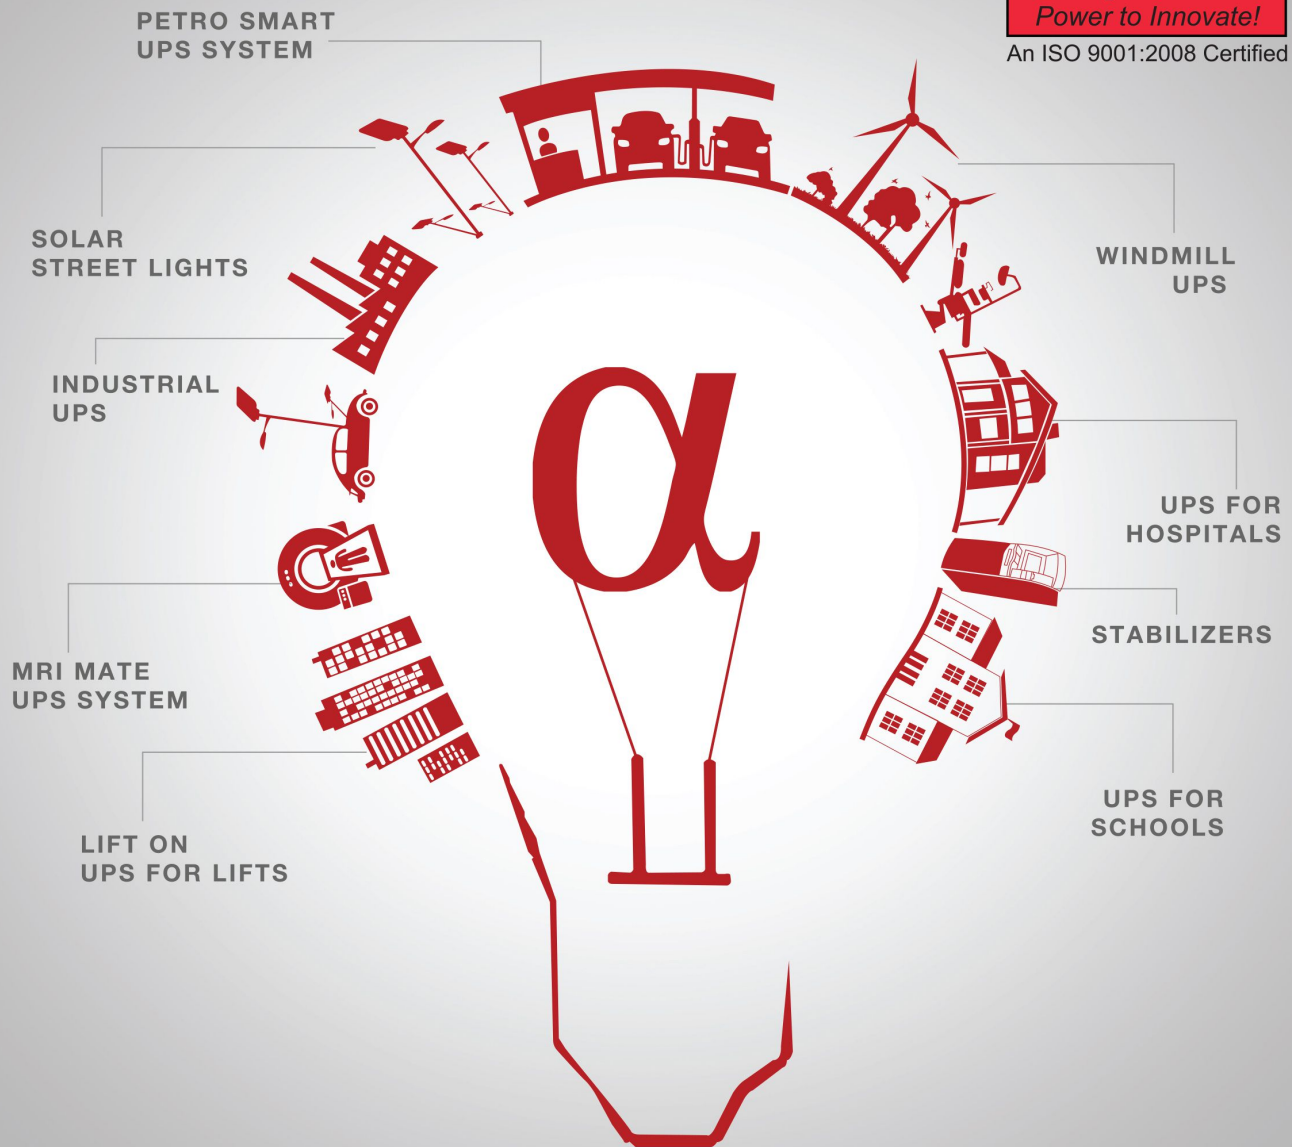 PETRO SMART
UPS SYSTEM
Power to Innovate!
An ISO 9001:2008 Certified
SOLAR
STREET LIGHTS
WINDMILL
UPS
INDUSTRIAL
UPS
α
UPS FOR
HOSPITALS
STABILIZERS
MRI MATE
UPS SYSTEM
UPS FOR
SCHOOLS
LIFT ON
UPS FOR LIFTS